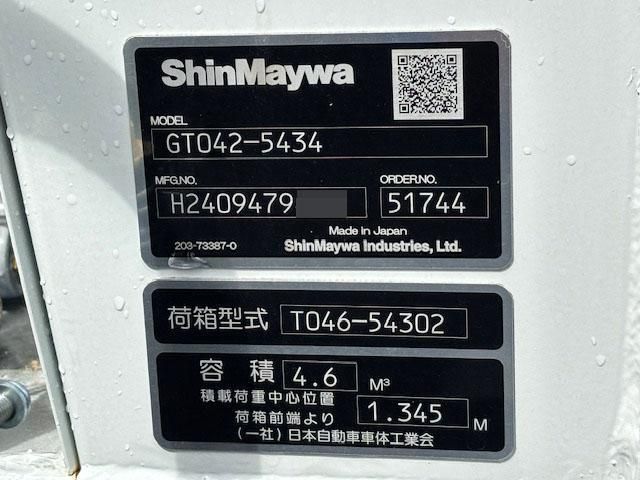 ShinMaywa
MODEL
GT042-5434
MFG.NO. ORDER.NO.
H2409479 51744
Made in Japan
203-73387-0 ShinMaywa Industries, Ltd.
荷箱型式 T046-54302
容積 4.6 M³
積載荷重中心位置
荷箱前端より 1.345 M
(一社)日本自動車車体工業会